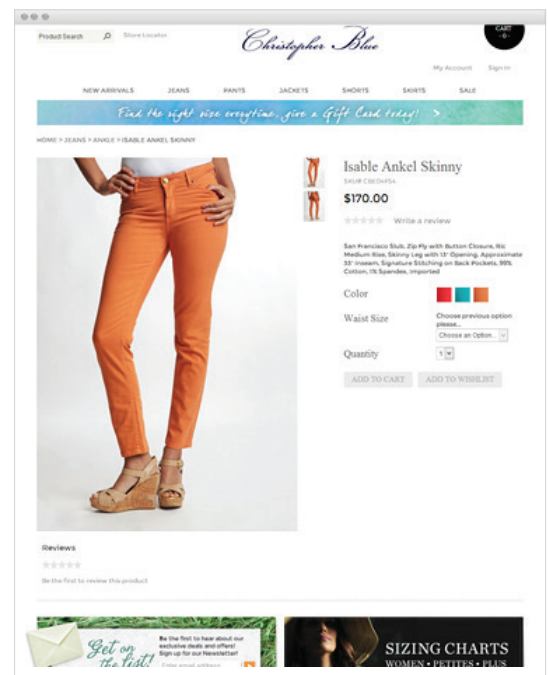 CART
- 0 -
Product Search
Store Locator
Christopher Blue
My Account Sign In
NEW ARRIVALS JEANS PANTS JACKETS SHORTS SKIRTS SALE
Find the right size everytime, give a Gift Card today! >
HOME > JEANS > ANKLE > ISABLE ANKEL SKINNY
Isable Ankel Skinny
$170.00
Write a review
San Francisco Slub, Zip Fly with Button Closure, Ric
Medium Rise, Skinny Leg with 13" Opening, Approximate
33" Inseam, Signature Stitching on Back Pockets, 99%
Cotton, 1% Spandex, Imported
Color
Waist Size
Choose previous option
please...
Choose an Option...
Quantity
1
ADD TO CART ADD TO WISHLIST
Reviews
Be the first to review this product
Get on
the list!
Be the first to hear about our
exclusive deals and offers!
Sign up for our Newsletter!
Enter email address
SIZING CHARTS
WOMEN • PETITES • PLUS